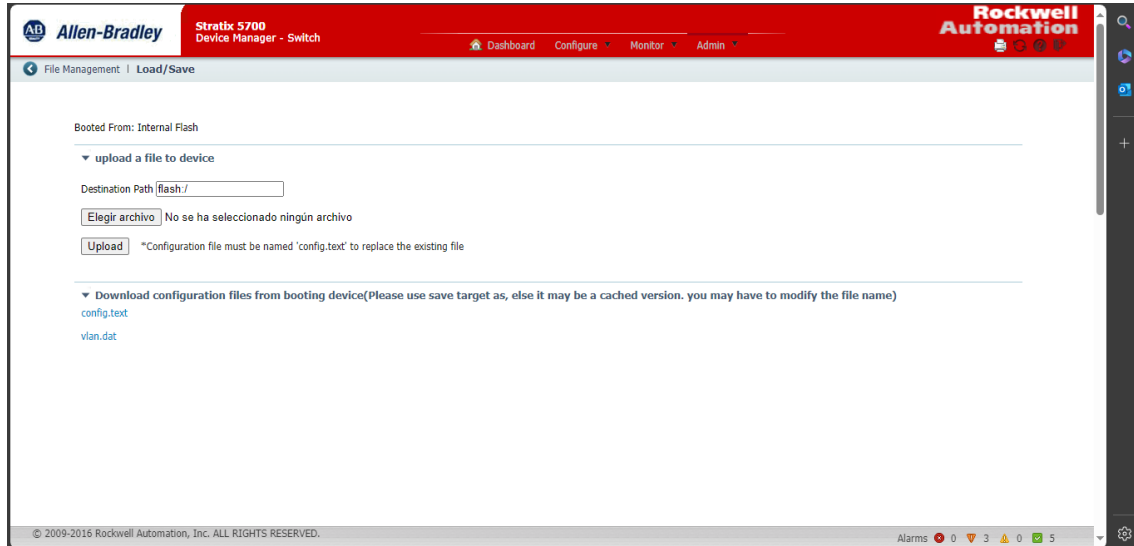 AB
Allen-Bradley
Stratix 5700
Device Manager - Switch
Rockwell
Automation
Dashboard Configure Monitor Admin
File Management | Load/Save
Booted From: Internal Flash
upload a file to device
Destination Path flash:/
Elegir archivo No se ha seleccionado ningún archivo
Upload *Configuration file must be named 'config.text' to replace the existing file
Download configuration files from booting device(Please use save target as, else it may be a cached version. you may have to modify the file name)
config.text
vlan.dat
© 2009-2016 Rockwell Automation, Inc. ALL RIGHTS RESERVED.
Alarms 0 3 0 5